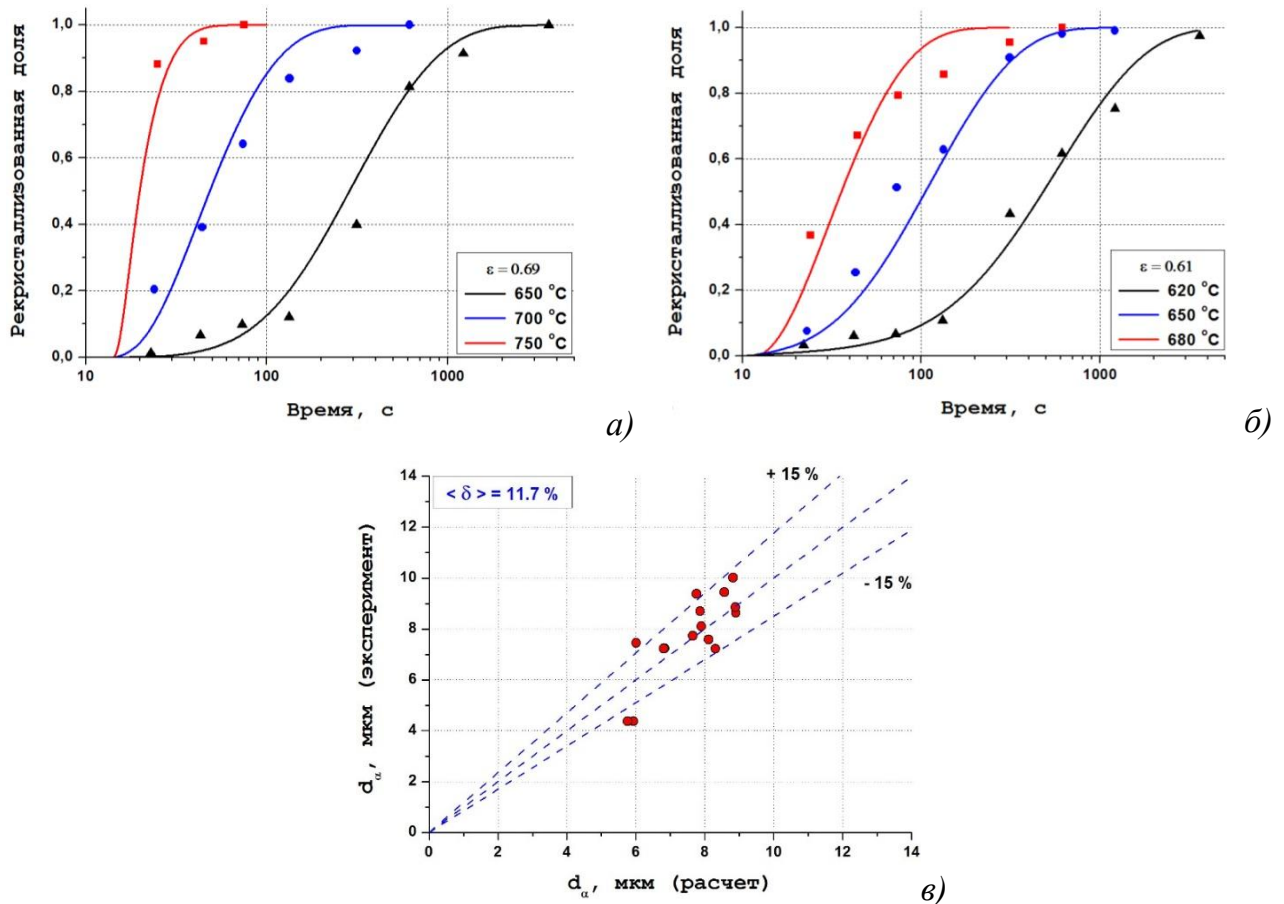 Рекристаллизованная доля
1,0
0,8
0,6
0,4
0,2
0,0
ε = 0.69
650 °C
700 °C
750 °C
10
100
1000
Время, с
а)
Рекристаллизованная доля
1,0
0,8
0,6
0,4
0,2
0,0
ε = 0.61
620 °C
650 °C
680 °C
10
100
1000
Время, с
б)
d_α, мкм (эксперимент)
14
12
10
8
6
4
2
0
< δ > = 11.7 %
+ 15 %
- 15 %
0 2 4 6 8 10 12 14
d_α, мкм (расчет)
в)